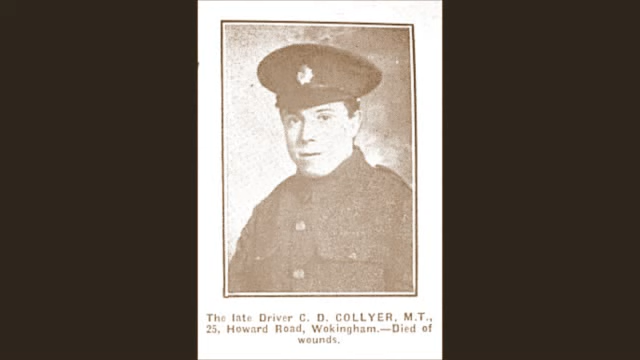 The late Driver C. D. COLLYER, M.T.,
25, Howard Road, Wokingham.—Died of
wounds.